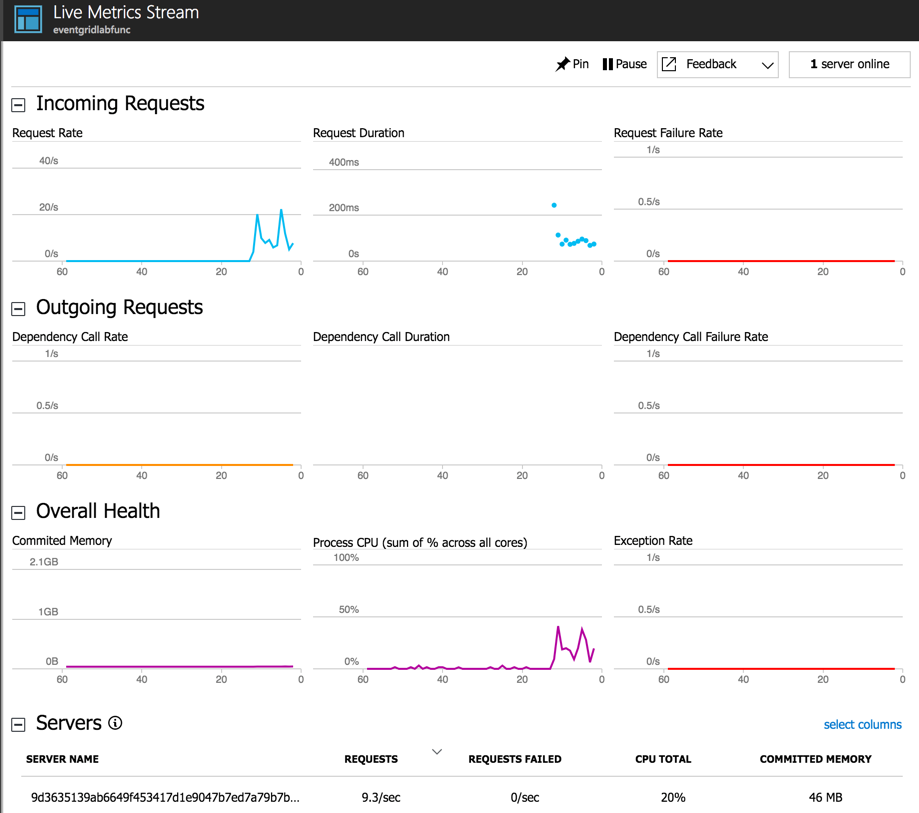 Live Metrics Stream
eventgridlabfunc
Pin Pause Feedback 1 server online
Incoming Requests
Request Rate Request Duration Request Failure Rate
40/s 400ms 1/s
20/s 200ms 0.5/s
0/s 0s 0/s
60 40 20 0 60 40 20 0 60 40 20 0
Outgoing Requests
Dependency Call Rate Dependency Call Duration Dependency Call Failure Rate
1/s 1/s
0.5/s 0.5/s
0/s 0/s
60 40 20 0 60 40 20 0 60 40 20 0
Overall Health
Commited Memory Process CPU (sum of % across all cores) Exception Rate
2.1GB 100% 1/s
1GB 50% 0.5/s
0B 0% 0/s
60 40 20 0 60 40 20 0 60 40 20 0
Servers select columns
SERVER NAME REQUESTS REQUESTS FAILED CPU TOTAL COMMITTED MEMORY
9d3635139ab6649f453417d1e9047b7ed7a79b7b... 9.3/sec 0/sec 20% 46 MB